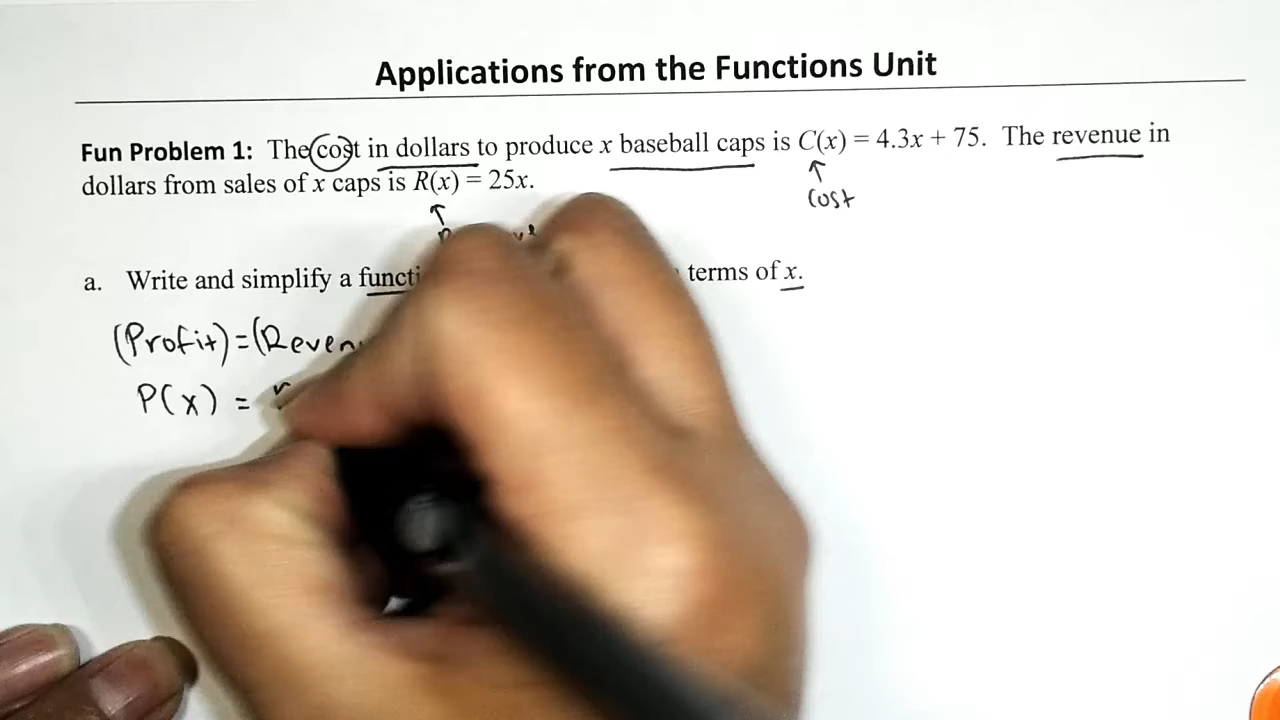 Applications from the Functions Unit
Fun Problem 1: The cost in dollars to produce x baseball caps is C(x) = 4.3x + 75. The revenue in
dollars from sales of x caps is R(x) = 25x.
cost
a. Write and simplify a functi terms of x.
(Profit)=(Reven
P(x) =